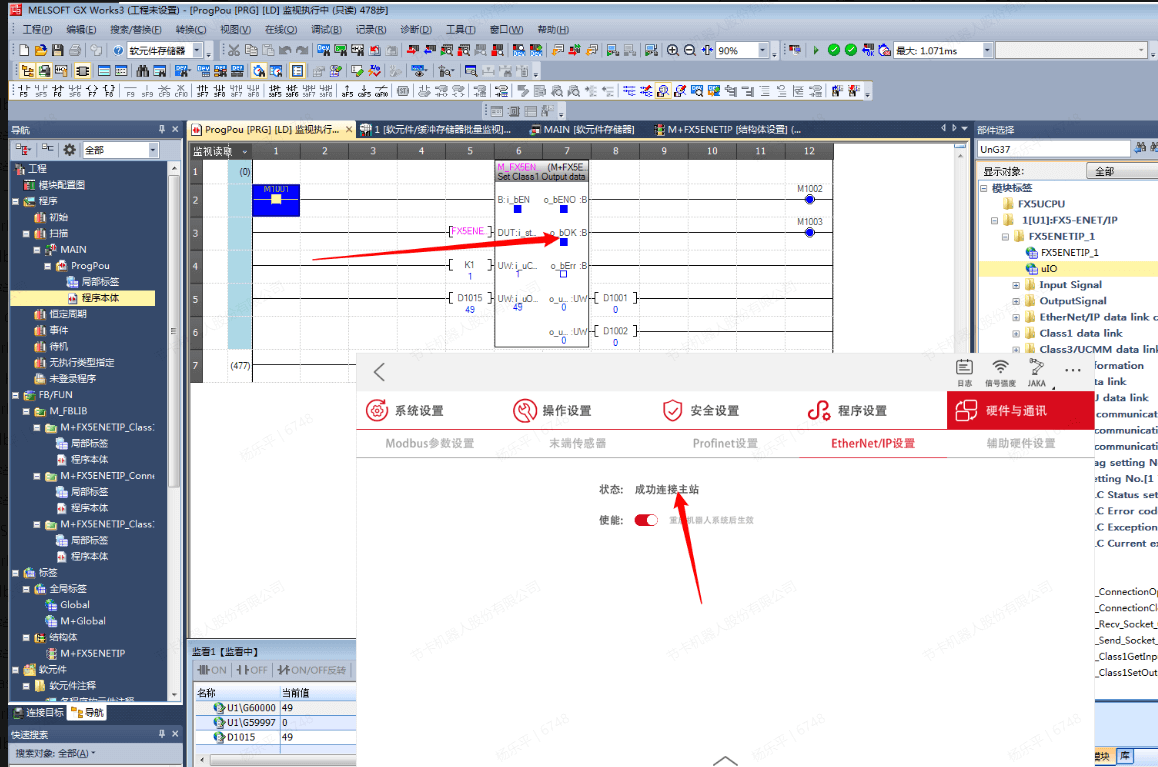 MELSOFT GX Works3 (工程未设置) - [ProgPou [PRG] [LD] 监视执行中 (只读) 478步]
工程(P) 编辑(E) 搜索/替换(F) 转换(C) 视图(V) 在线(O) 调试(B) 记录(R) 诊断(D) 工具(T) 窗口(W) 帮助(H)
软元件存储器
90%
最大: 1.071ms
导航
全部
工程
模块配置图
程序
初始
扫描
MAIN
ProgPou
局部标签
程序本体
恒定周期
事件
待机
无执行类型指定
未登录程序
FB/FUN
M_FBLIB
M+FX5ENETIP_Class:
局部标签
程序本体
M+FX5ENETIP_Conne
局部标签
程序本体
M+FX5ENETIP_Class:
局部标签
程序本体
标签
全局标签
Global
M+Global
结构体
M+FX5ENETIP
软元件
软元件注释
连接目标
导航
快速搜索
搜索对象: 全部(A)
ProgPou [PRG] [LD] 监视执行...
1 [软元件/缓冲存储器批量监视]...
MAIN [软元件存储器]
M+FX5ENETIP [结构体设置] (...
监视读取
1 2 3 4 5 6 7 8 9 10 11 12
1 (0)
M_FX5EN... (M+FX5E...
Set Class1 Output data
2
M1001
B:i_bEN o_bENO :B
M1002
3
FX5ENE..
DUT:i_st.. o_bOK :B
M1003
4
K1
1
UW:i_uC..
1
o_bErr :B
5
D1015
49
UW:i_uO..
49
o_u.. :UW
0
D1001
0
6
o_u.. :UW
0
D1002
0
7 (477)
部件选择
UnG37
显示对象: 全部
模块标签
FX5UCPU
1[U1]:FX5-ENET/IP
FX5ENETIP_1
FX5ENETIP_1
uIO
Input Signal
OutputSignal
EtherNet/IP data link c
Class1 data link
Class3/UCMM data link
formation
ta link
U data link
communicat
communicati
ag setting N
etting No.[1
LC Status set
LC Error cod
LC Exception
LC Current ex
_ConnectionOp
_ConnectionCl
_Recv_Socket_
_Send_Socket_
_Class1GetInp
_Class1SetOut
模块
库
日志
信号强度
JAKA
系统设置
操作设置
安全设置
程序设置
硬件与通讯
Modbus参数设置
末端传感器
Profinet设置
EtherNet/IP设置
辅助硬件设置
状态: 成功连接主站
使能:
机器人系统后生效
监看1【监看中】
ON
OFF
ON/OFF反转
名称 当前值
U1\G60000 49
U1\G59997 0
D1015 49